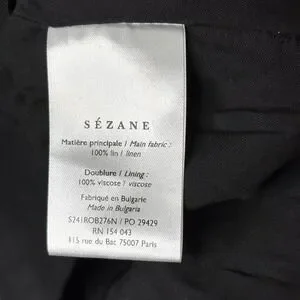 SÉZANE
Matière principale / Main fabric :
100% lin / linen
Doublure / Lining :
100% viscose / viscose
Fabriqué en Bulgarie
Made in Bulgaria
S241ROB276N / PO 29429
RN 154 043
115 rue du Bac 75007 Paris